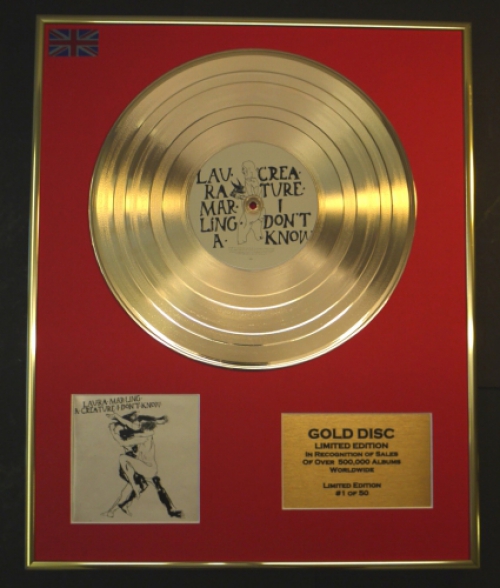 LAU· CREA·
RA TURE· I
MAR· DON'T
LING· KNOW
A·
LAURA MARLING
A CREATURE I DON'T KNOW
GOLD DISC
LIMITED EDITION
IN RECOGNITION OF SALES
OF OVER 500,000 ALBUMS
WORLDWIDE
LIMITED EDITION
#1 OF 50